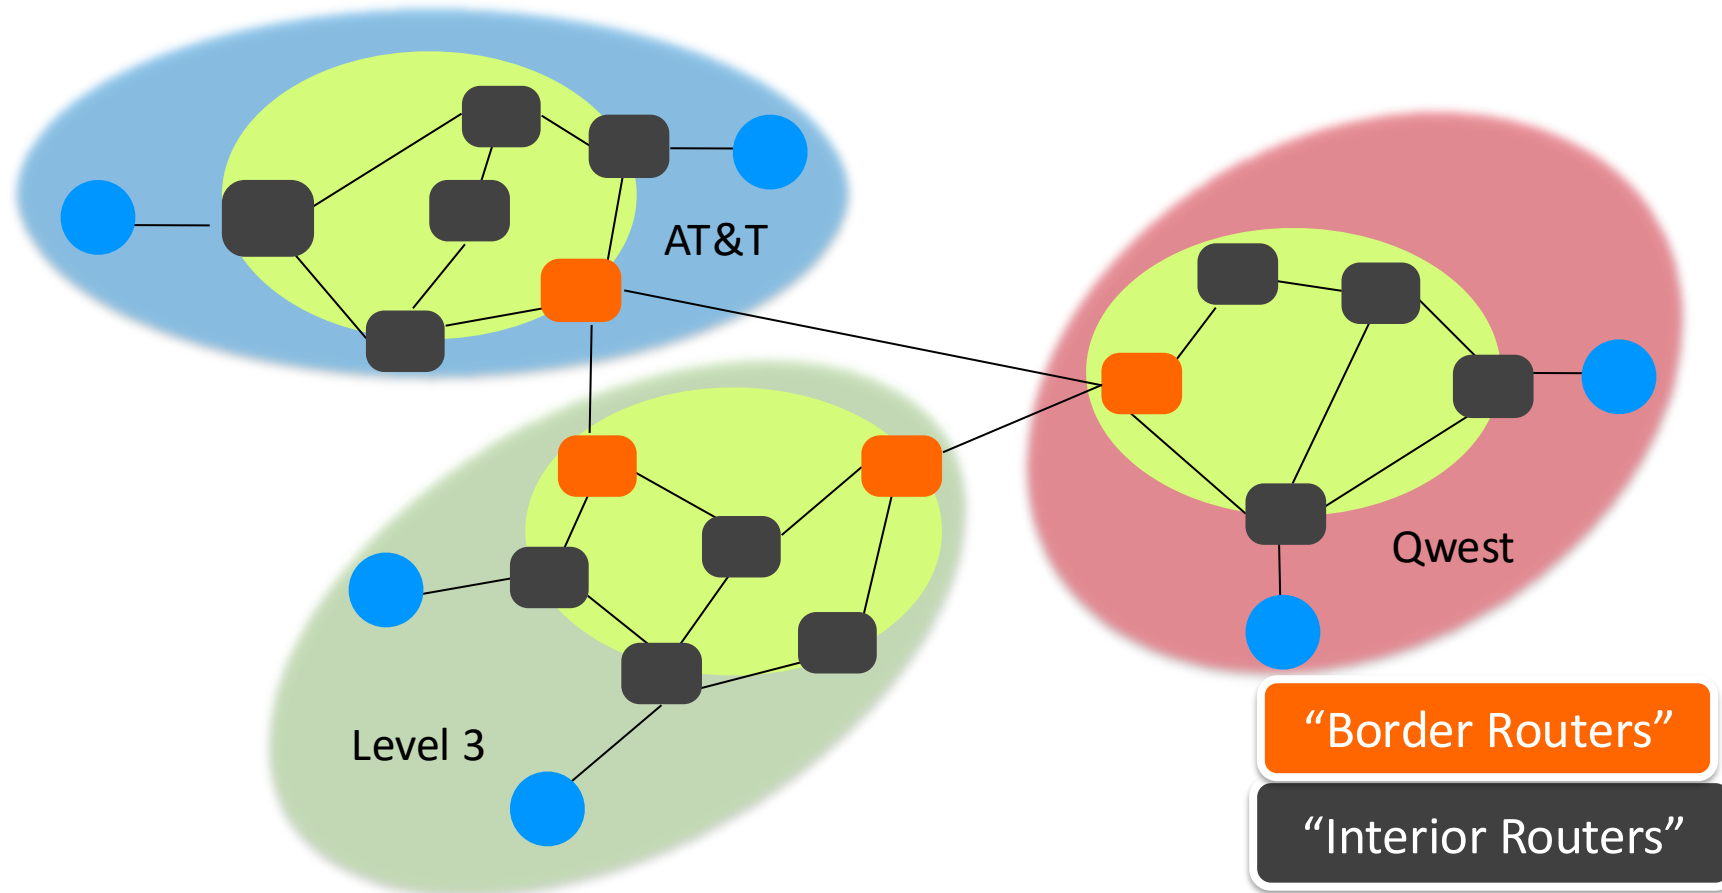 AT&T
Qwest
Level 3
“Border Routers”
“Interior Routers”